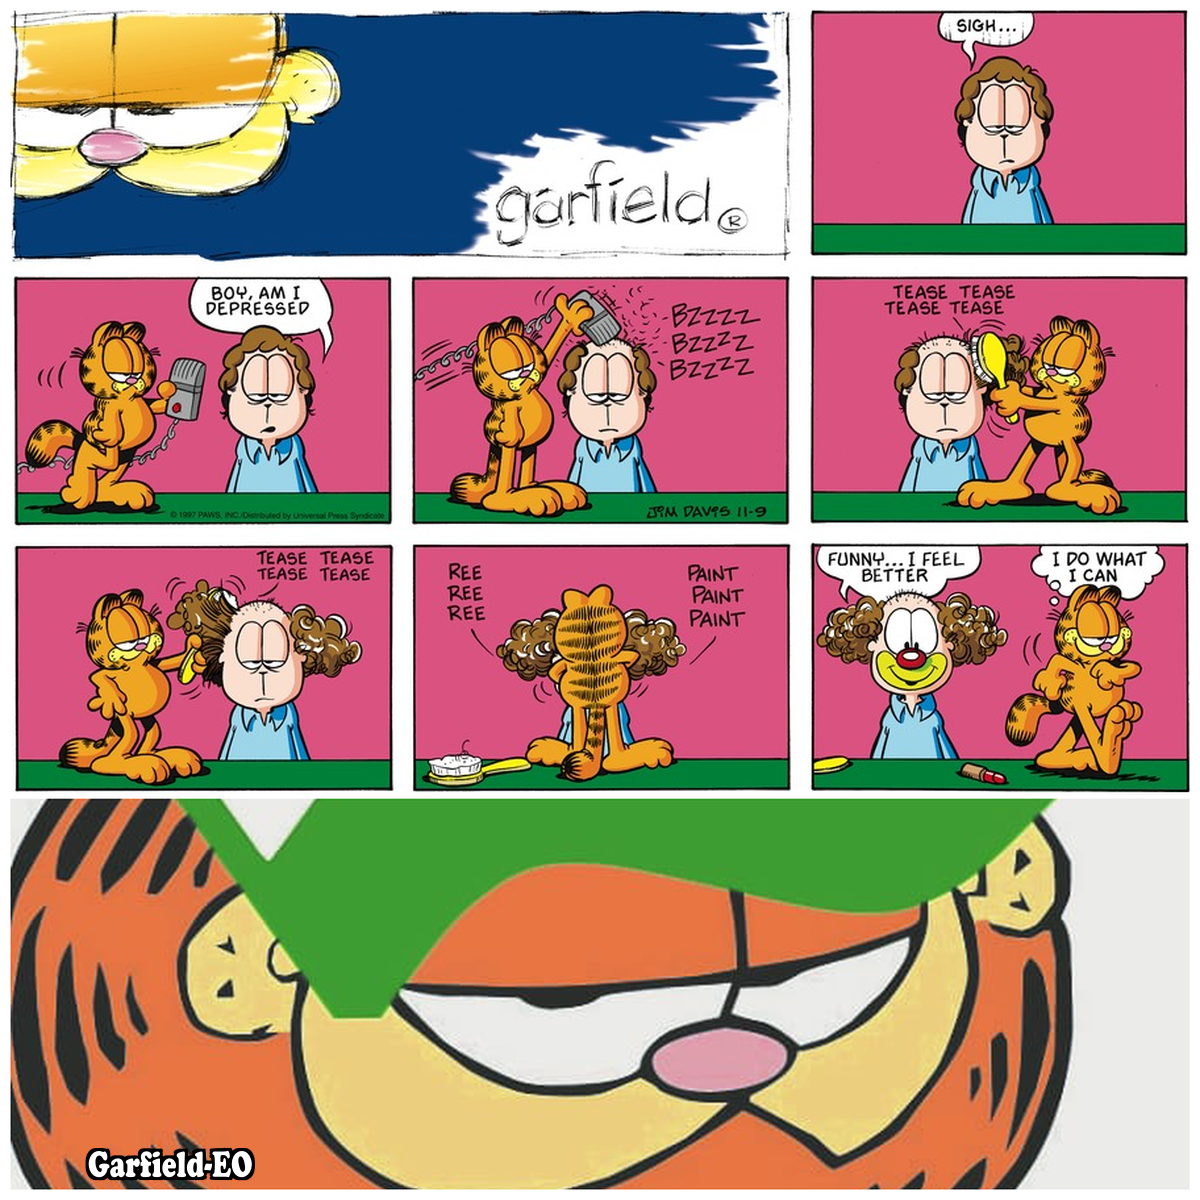 garfield®
SIGH...
BOY, AM I
DEPRESSED
© 1997 PAWS, INC./Distributed by Universal Press Syndicate
BZZZZ
BZZZZ
BZZZZ
JIM DAVIS 11-9
TEASE TEASE
TEASE TEASE
TEASE TEASE
TEASE TEASE
REE
REE
REE
PAINT
PAINT
PAINT
FUNNY... I FEEL
BETTER
I DO WHAT
I CAN
Garfield-EO